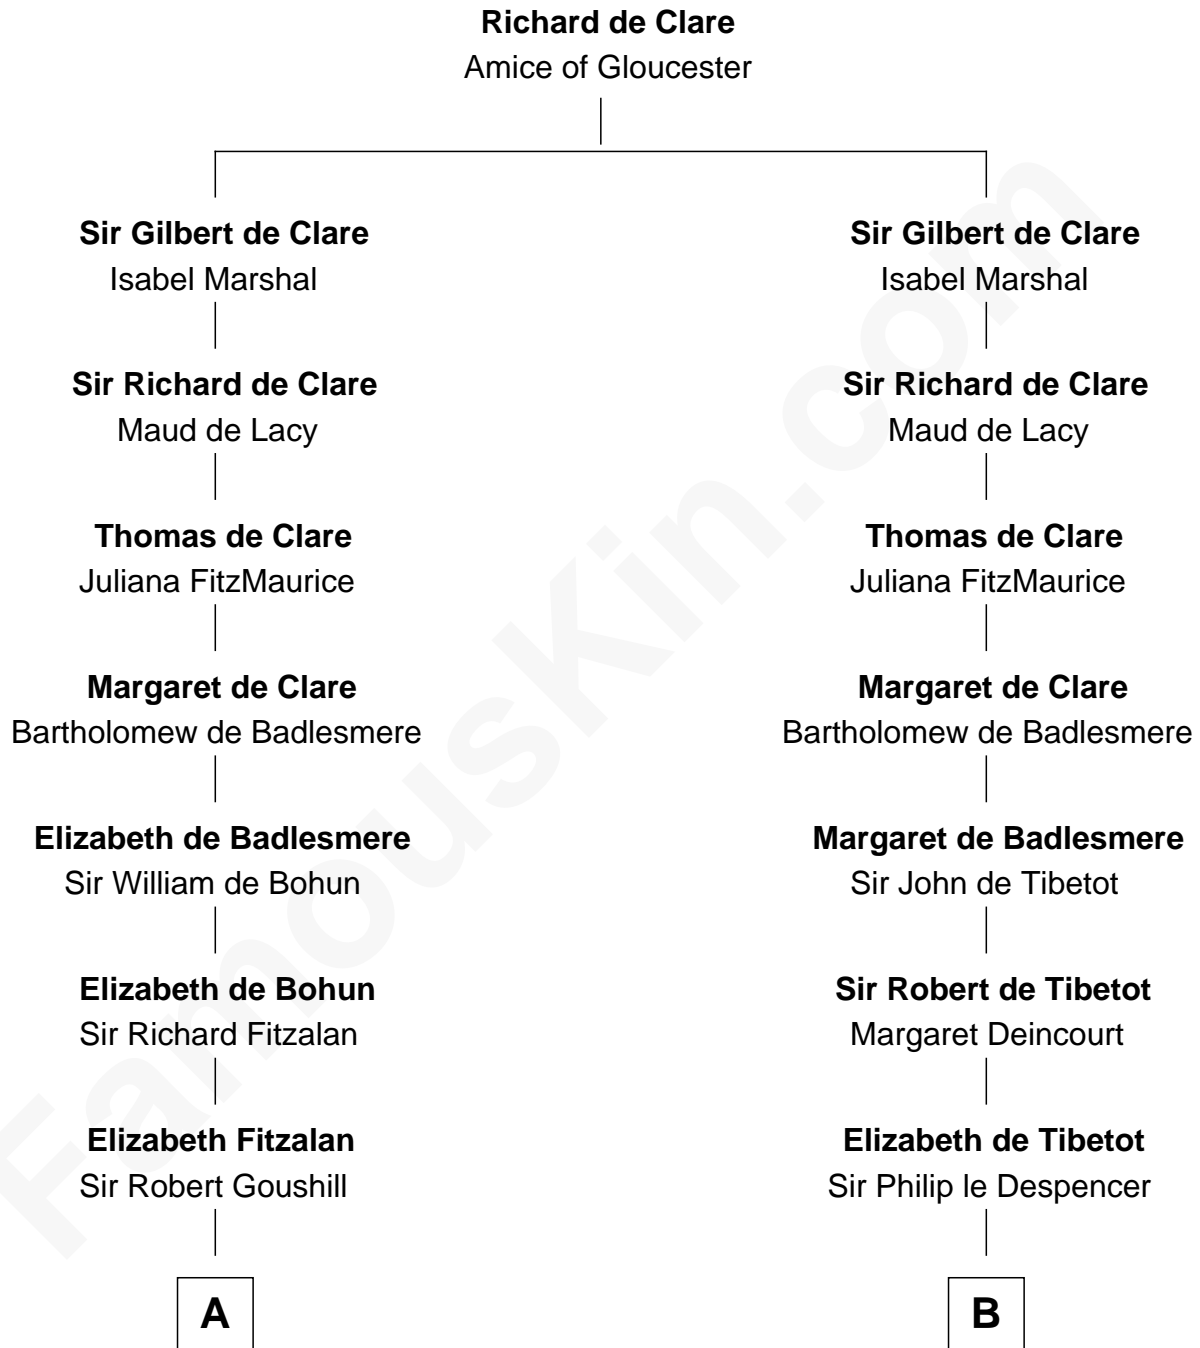 Richard de Clare
Amice of Gloucester
Sir Gilbert de Clare
Isabel Marshal
Sir Richard de Clare
Maud de Lacy
Thomas de Clare
Juliana FitzMaurice
Margaret de Clare
Bartholomew de Badlesmere
Elizabeth de Badlesmere
Sir William de Bohun
Elizabeth de Bohun
Sir Richard Fitzalan
Elizabeth Fitzalan
Sir Robert Goushill
A
Sir Gilbert de Clare
Isabel Marshal
Sir Richard de Clare
Maud de Lacy
Thomas de Clare
Juliana FitzMaurice
Margaret de Clare
Bartholomew de Badlesmere
Margaret de Badlesmere
Sir John de Tibetot
Sir Robert de Tibetot
Margaret Deincourt
Elizabeth de Tibetot
Sir Philip le Despencer
B
FamousKin.com